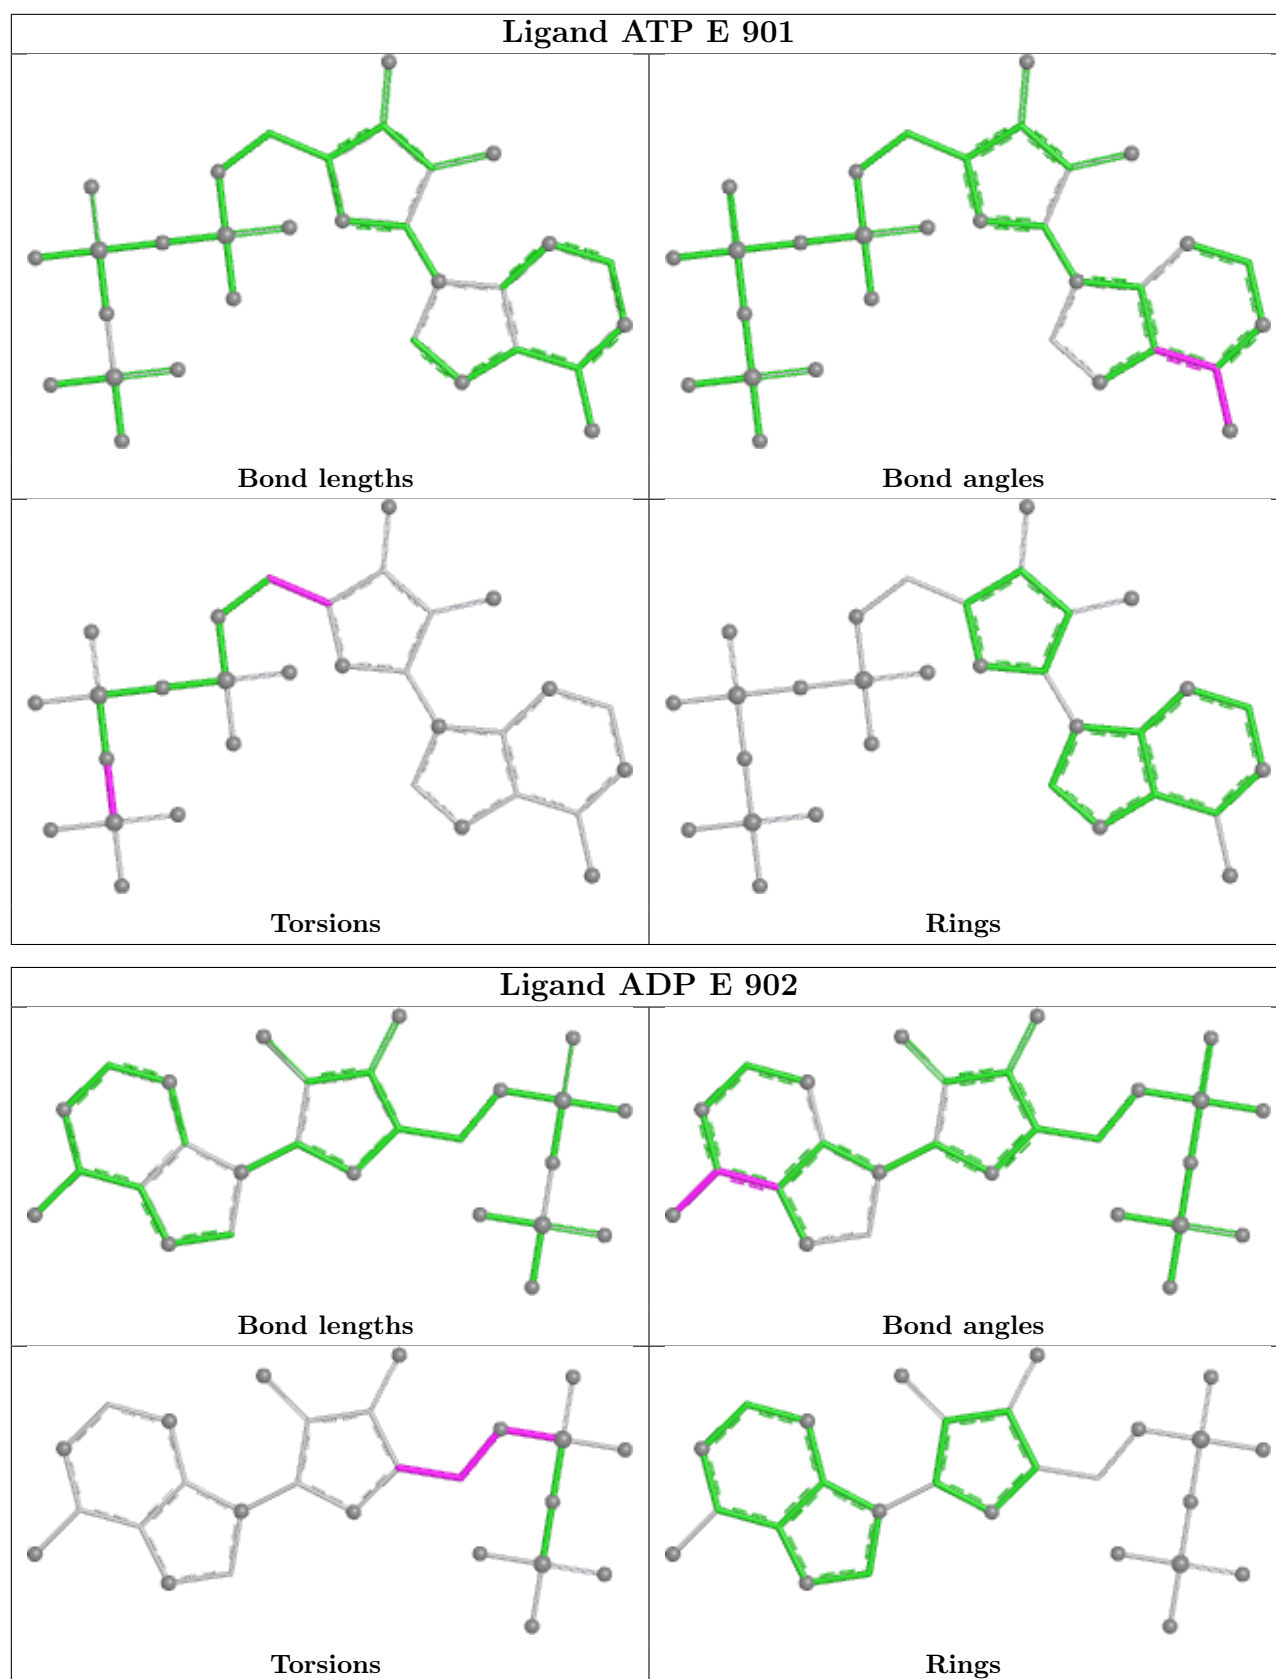 Ligand ATP E 901
Bond lengths
Bond angles
Torsions
Rings
Ligand ADP E 902
Bond lengths
Bond angles
Torsions
Rings